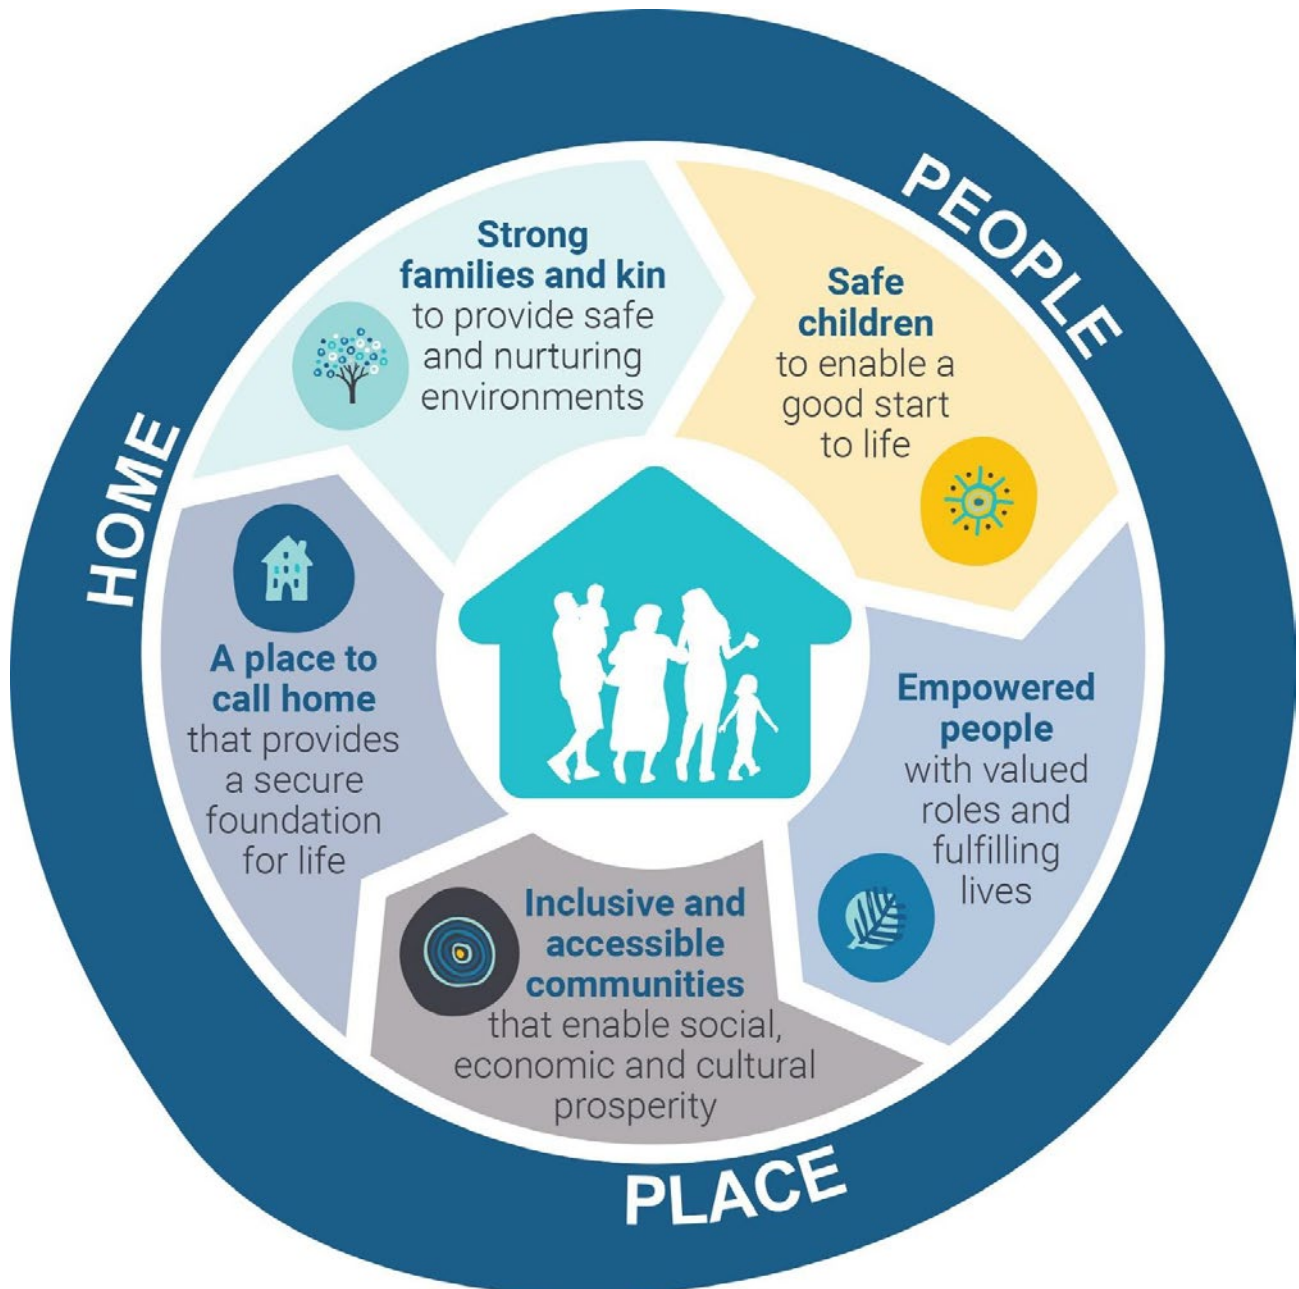 PEOPLE
Strong
families and kin
to provide safe
and nurturing
environments
Safe
children
to enable a
good start
to life
HOME
A place to
call home
that provides
a secure
foundation
for life
Empowered
people
with valued
roles and
fulfilling
lives
Inclusive and
accessible
communities
that enable social,
economic and cultural
prosperity
PLACE